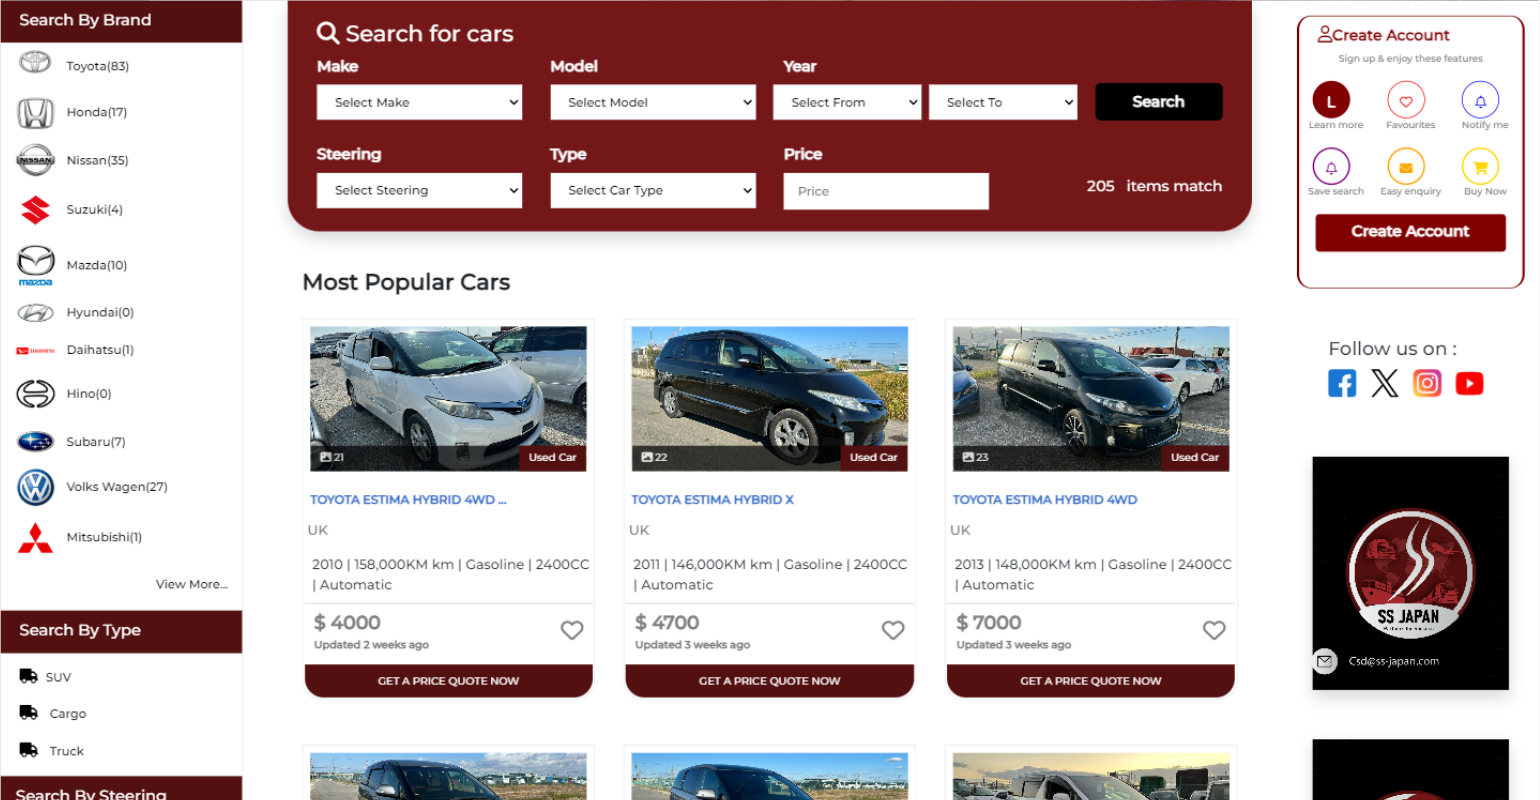 Search By Brand
Toyota(83)
Honda(17)
NISSAN
Nissan(35)
Suzuki(4)
mazda
Mazda(10)
Hyundai(0)
DAIHATSU
Daihatsu(1)
Hino(0)
Subaru(7)
Volks Wagen(27)
Mitsubishi(1)
View More...
Search By Type
SUV
Cargo
Truck
Search By Steering
Search for cars
Make
Model
Year
Select Make
Select Model
Select From
Select To
Search
Steering
Type
Price
Select Steering
Select Car Type
Price
205 items match
Most Popular Cars
21
Used Car
TOYOTA ESTIMA HYBRID 4WD ...
UK
2010 | 158,000KM km | Gasoline | 2400CC
| Automatic
$ 4000
Updated 2 weeks ago
GET A PRICE QUOTE NOW
22
Used Car
TOYOTA ESTIMA HYBRID X
UK
2011 | 146,000KM km | Gasoline | 2400CC
| Automatic
$ 4700
Updated 3 weeks ago
GET A PRICE QUOTE NOW
23
Used Car
TOYOTA ESTIMA HYBRID 4WD
UK
2013 | 148,000KM km | Gasoline | 2400CC
| Automatic
$ 7000
Updated 3 weeks ago
GET A PRICE QUOTE NOW
Create Account
Sign up & enjoy these features
L
Learn more
Favourites
Notify me
Save search
Easy enquiry
Buy Now
Create Account
Follow us on :
SS JAPAN
Csd@ss-japan.com